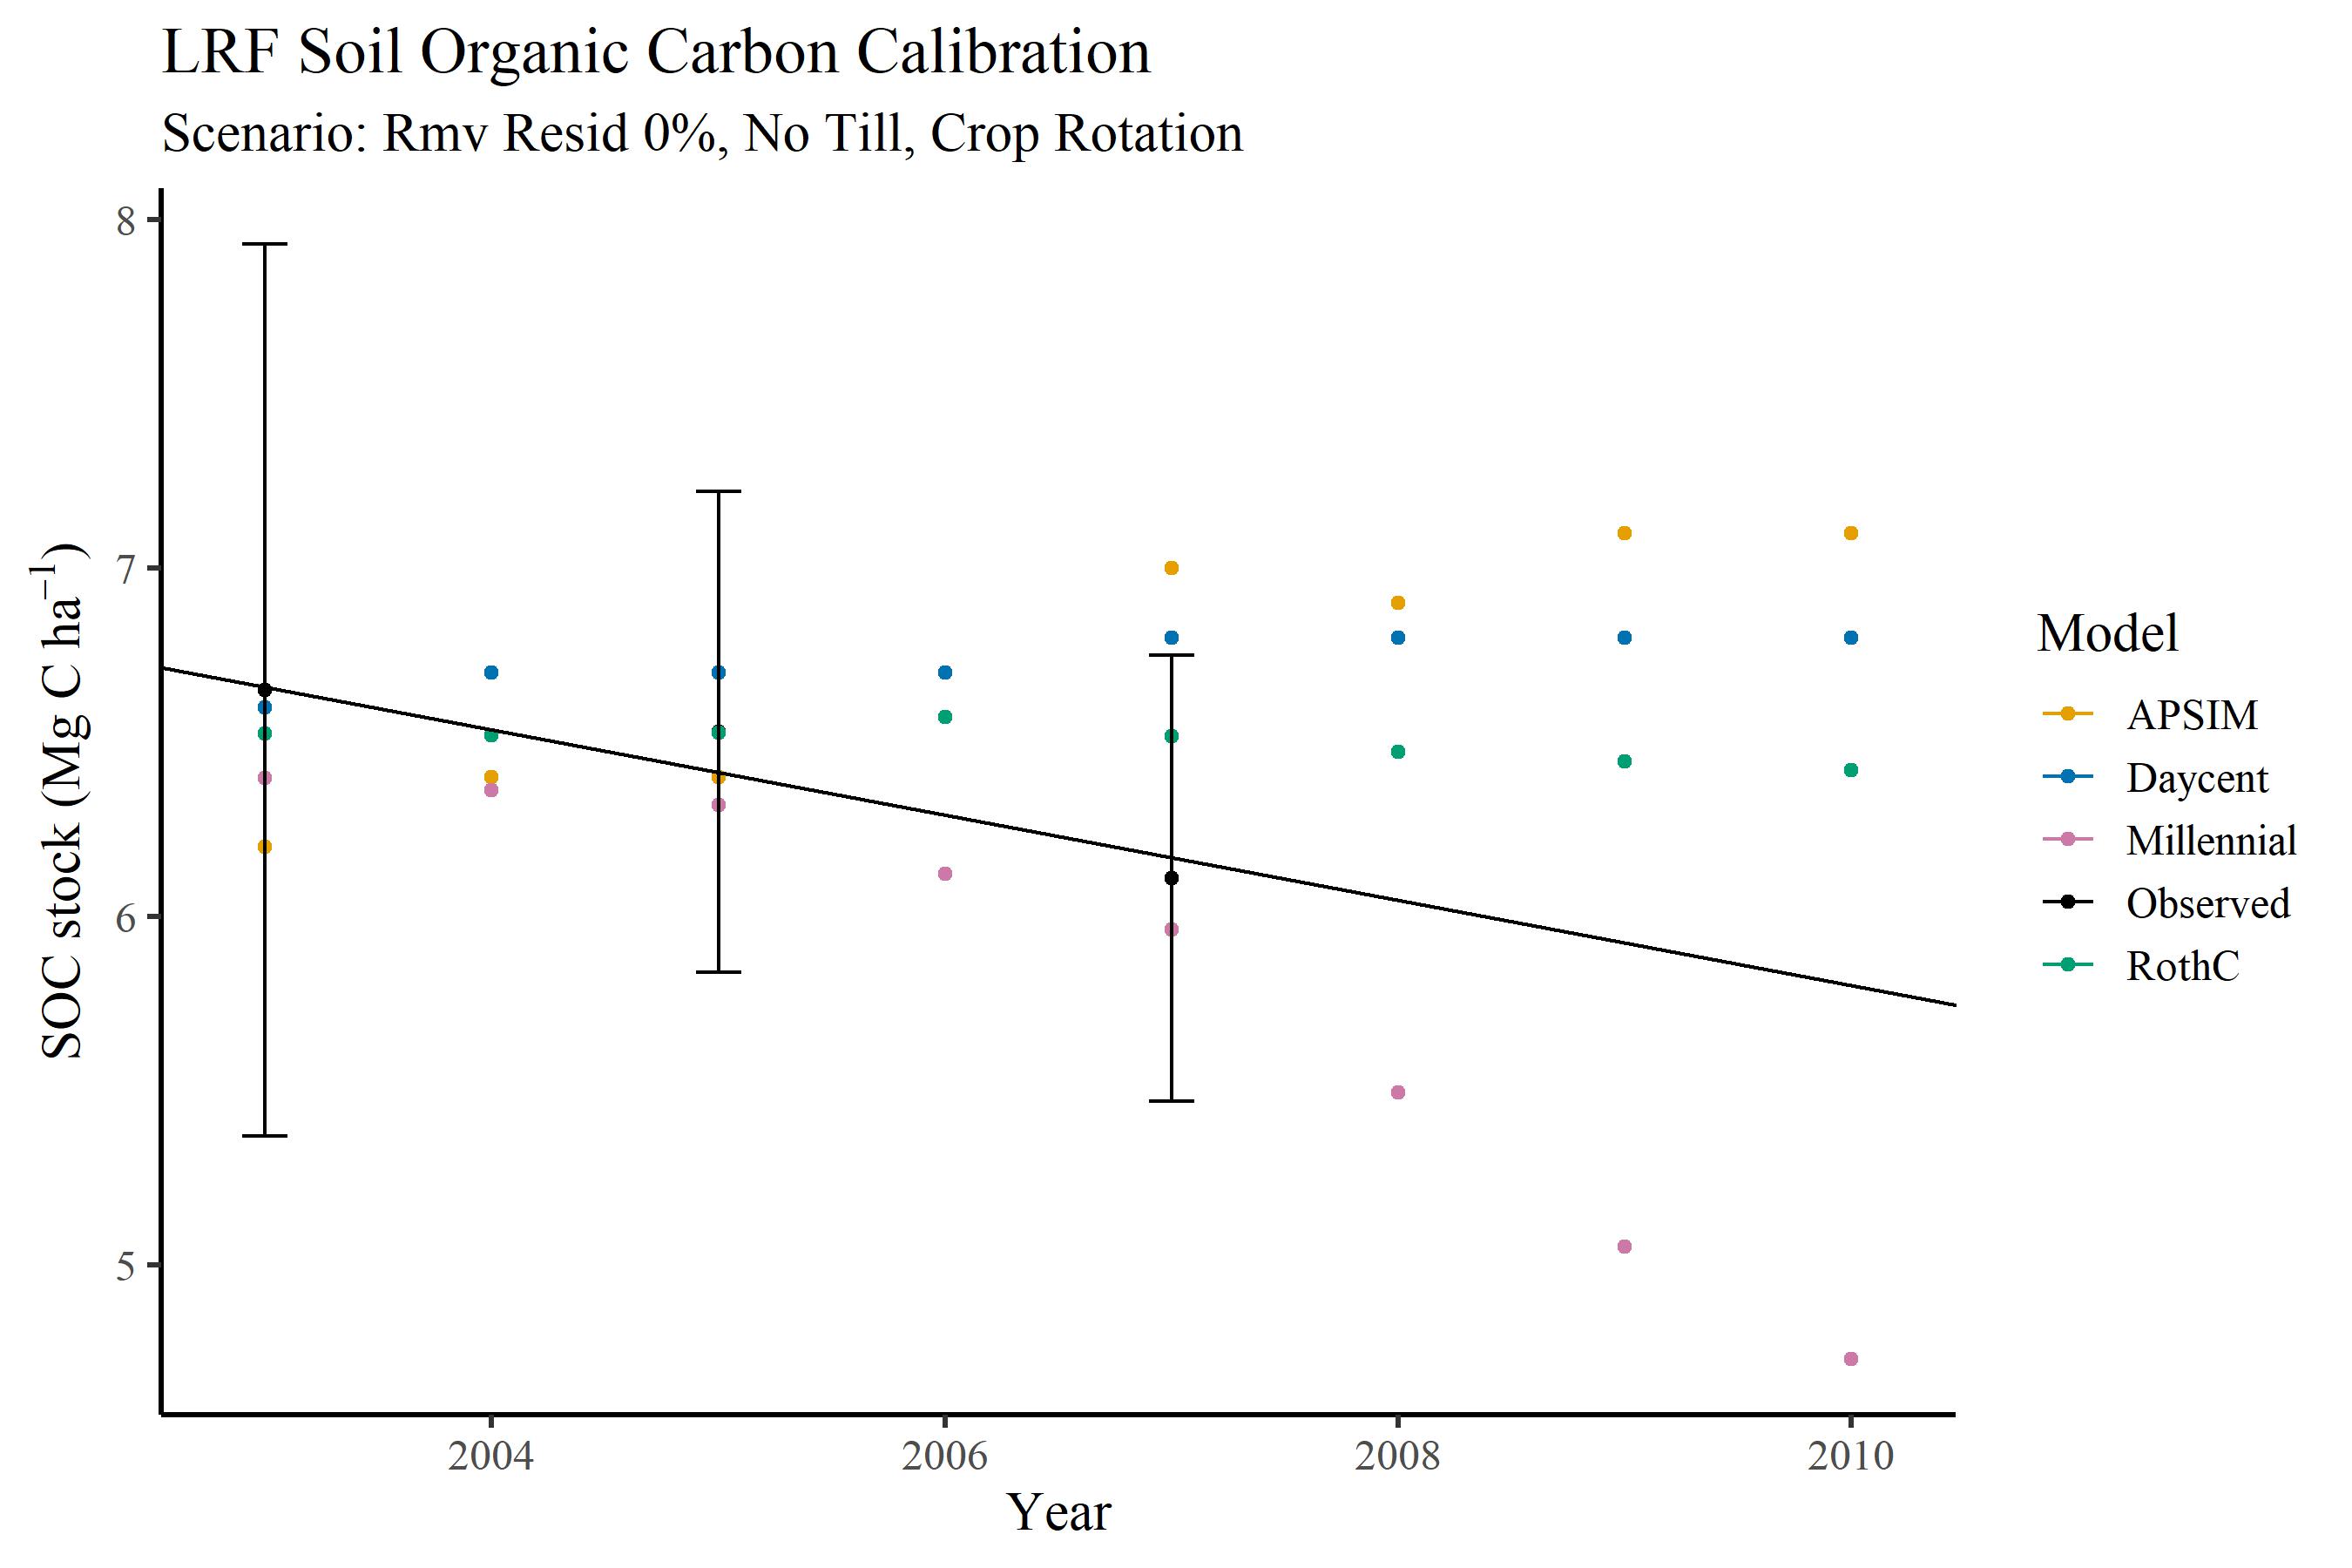 LRF Soil Organic Carbon Calibration
Scenario: Rmv Resid 0%, No Till, Crop Rotation
SOC stock (Mg C ha⁻¹)
8
7
6
5
2004
2006
2008
2010
Year
Model
APSIM
Daycent
Millennial
Observed
RothC